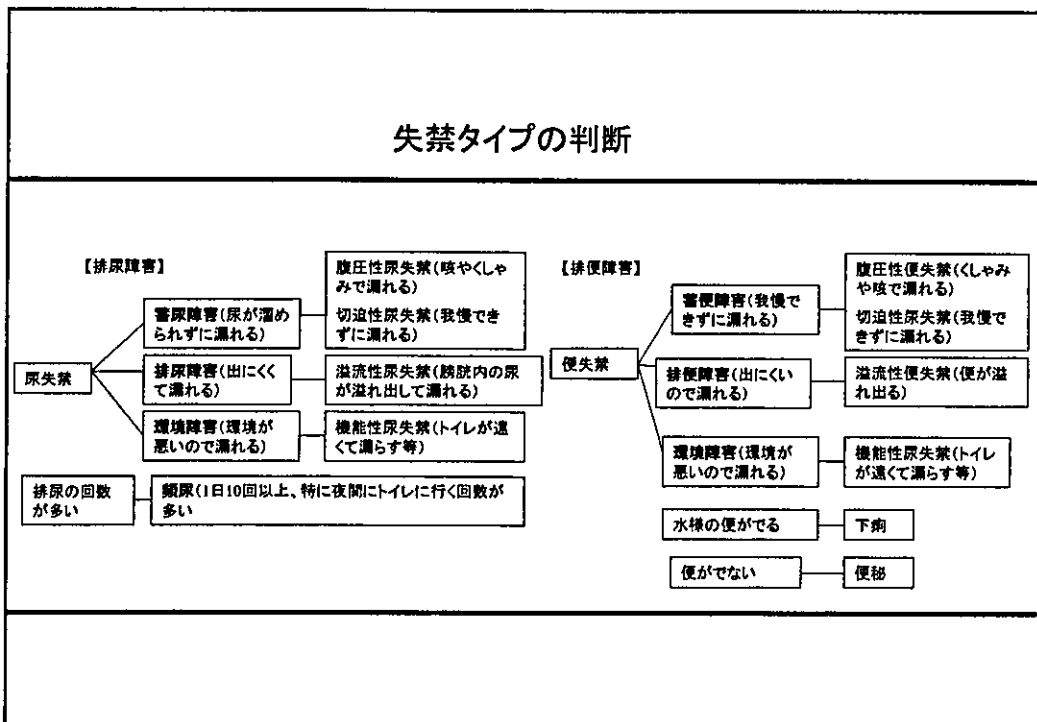 失禁タイプの判断
【排尿障害】
腹圧性尿失禁(咳やくしゃ
みで漏れる)
切迫性尿失禁(我慢でき
ずに漏れる)
蓄尿障害(尿が溜め
られずに漏れる)
尿失禁
排尿障害(出にくく
て漏れる)
溢流性尿失禁(膀胱内の尿
が溢れ出して漏れる)
環境障害(環境が
悪いので漏れる)
機能性尿失禁(トイレが遠
くて漏らす等)
排尿の回数
が多い
頻尿(1日10回以上、特に夜間にトイレに行く回数が
多い
【排便障害】
腹圧性便失禁(くしゃみ
や咳で漏れる)
切迫性尿失禁(我慢で
きずに漏れる)
蓄便障害(我慢で
きずに漏れる)
便失禁
排便障害(出にくい
ので漏れる)
溢流性便失禁(便が溢
れ出る)
環境障害(環境が
悪いので漏れる)
機能性尿失禁(トイレ
が遠くて漏らす等)
水様の便がでる
下痢
便がでない
便秘